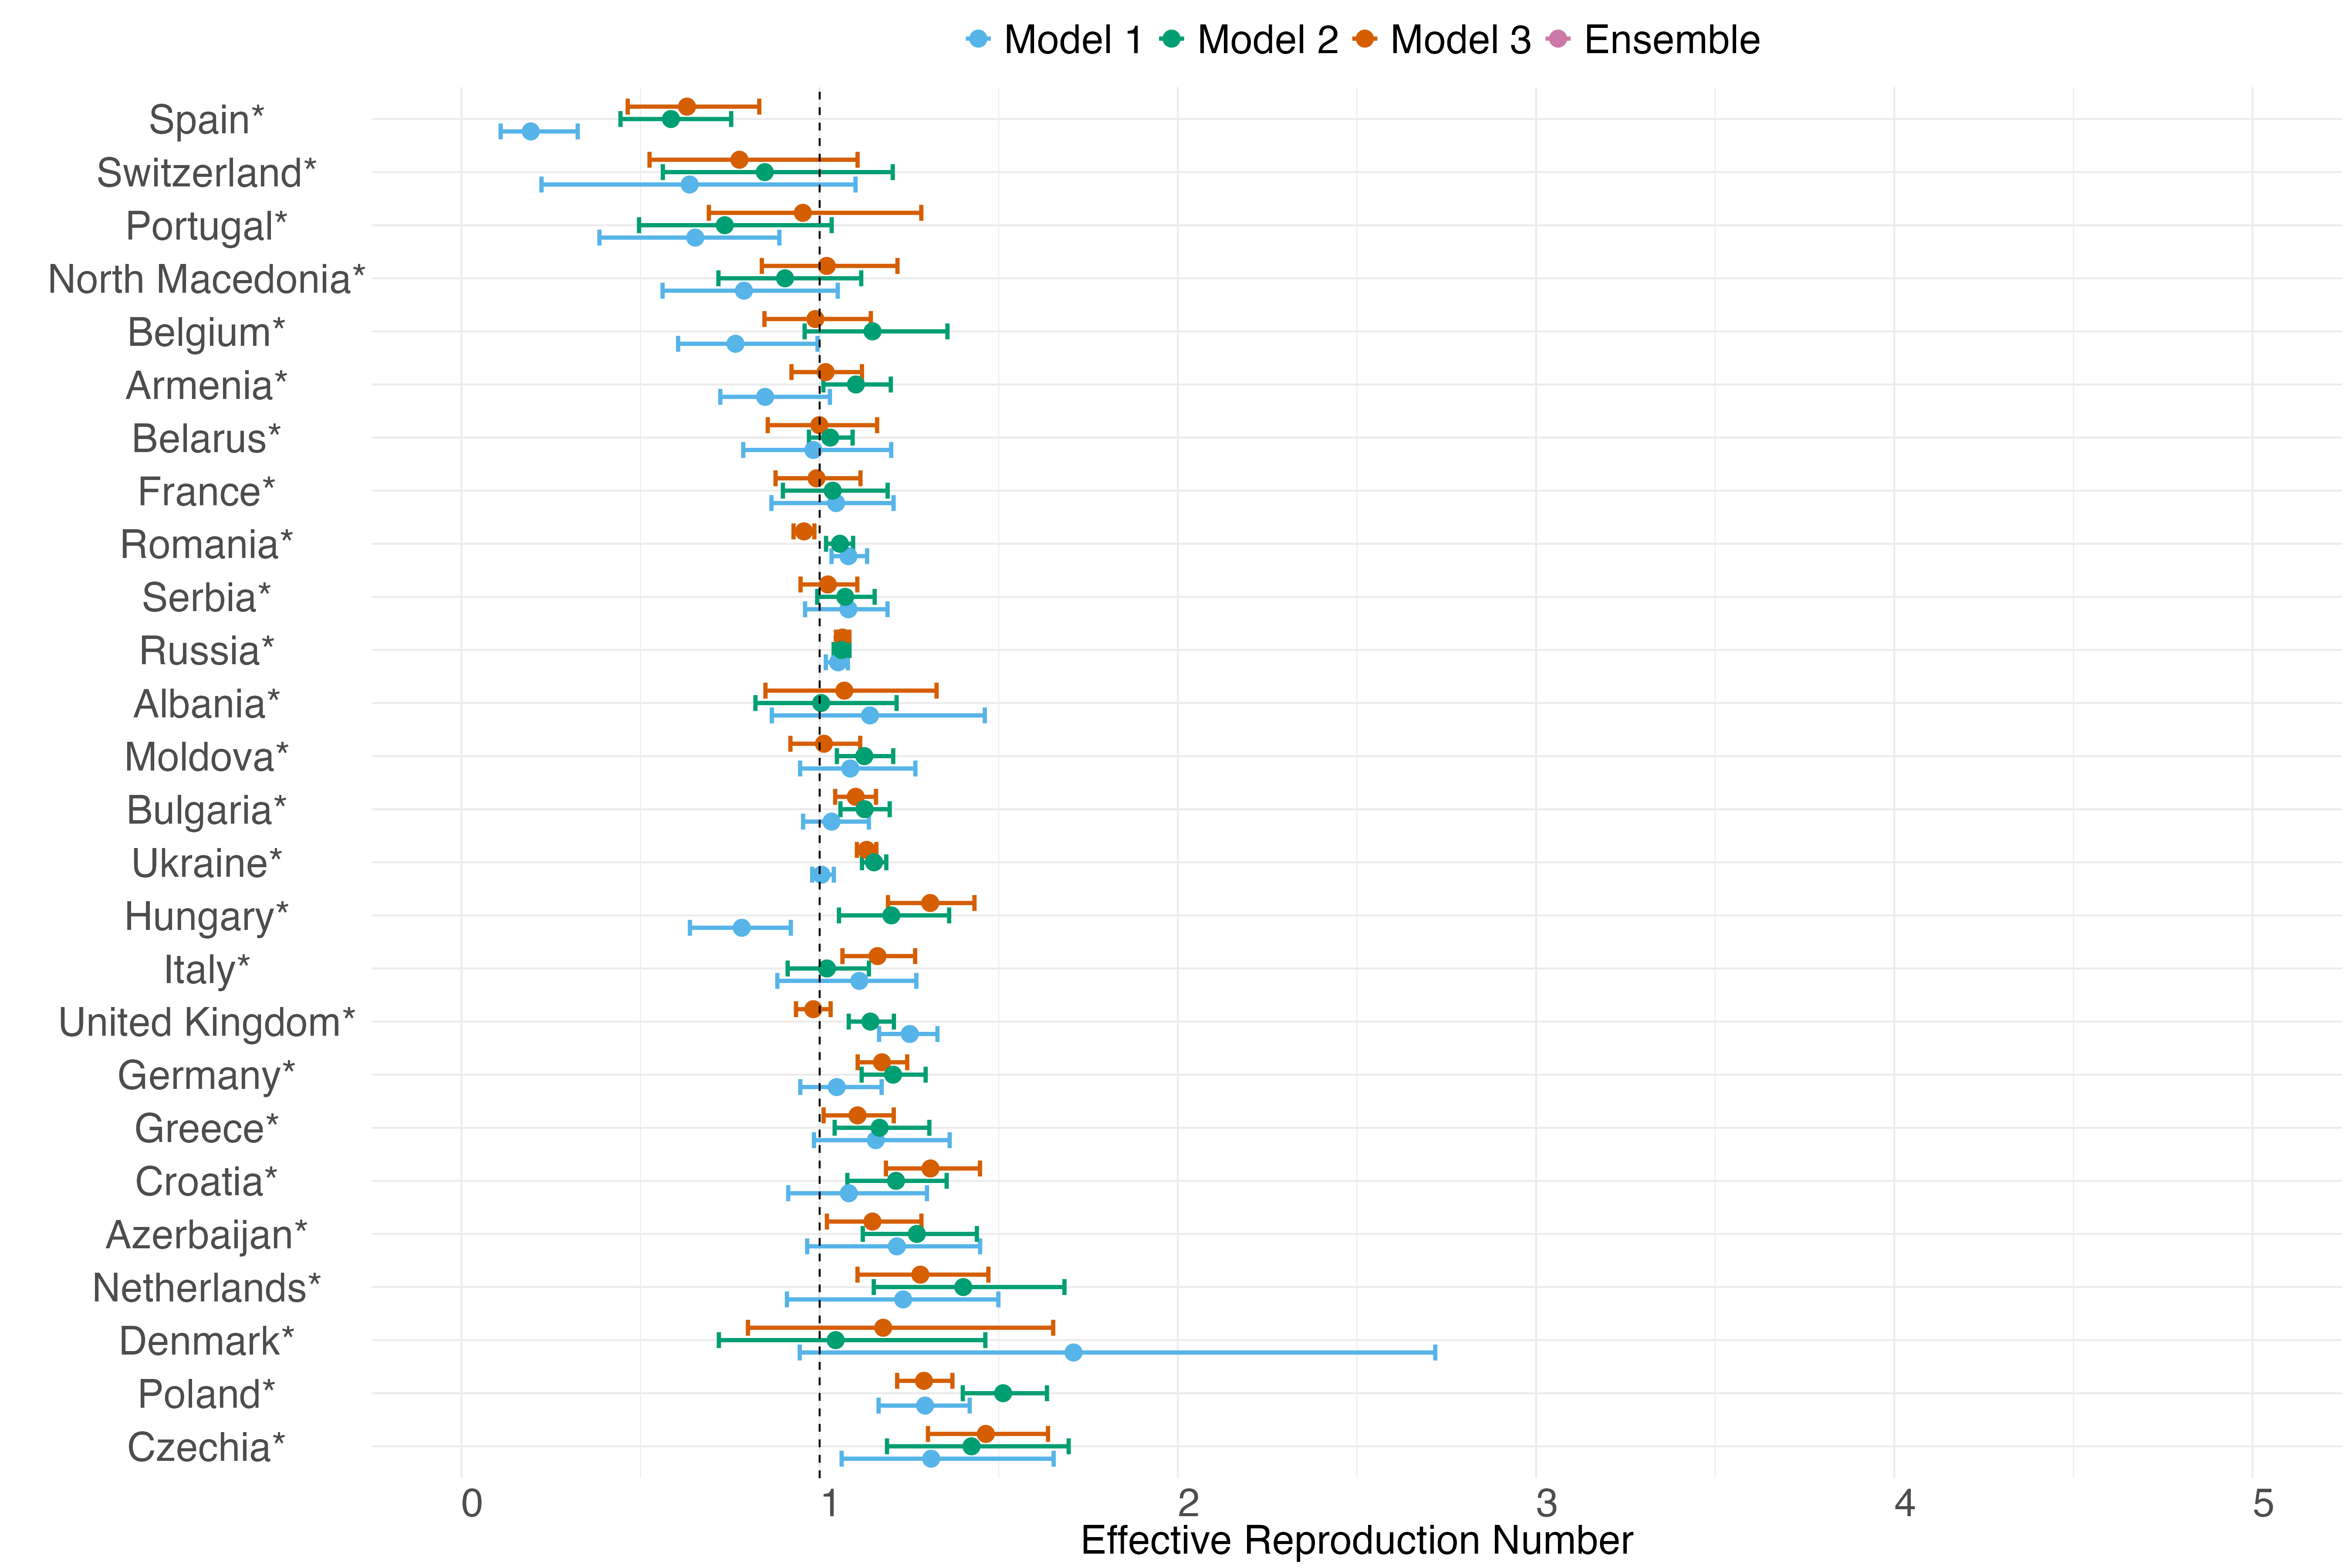 Model 1 Model 2 Model 3 Ensemble
Spain*
Switzerland*
Portugal*
North Macedonia*
Belgium*
Armenia*
Belarus*
France*
Romania*
Serbia*
Russia*
Albania*
Moldova*
Bulgaria*
Ukraine*
Hungary*
Italy*
United Kingdom*
Germany*
Greece*
Croatia*
Azerbaijan*
Netherlands*
Denmark*
Poland*
Czechia*
0 1 2 3 4 5
Effective Reproduction Number